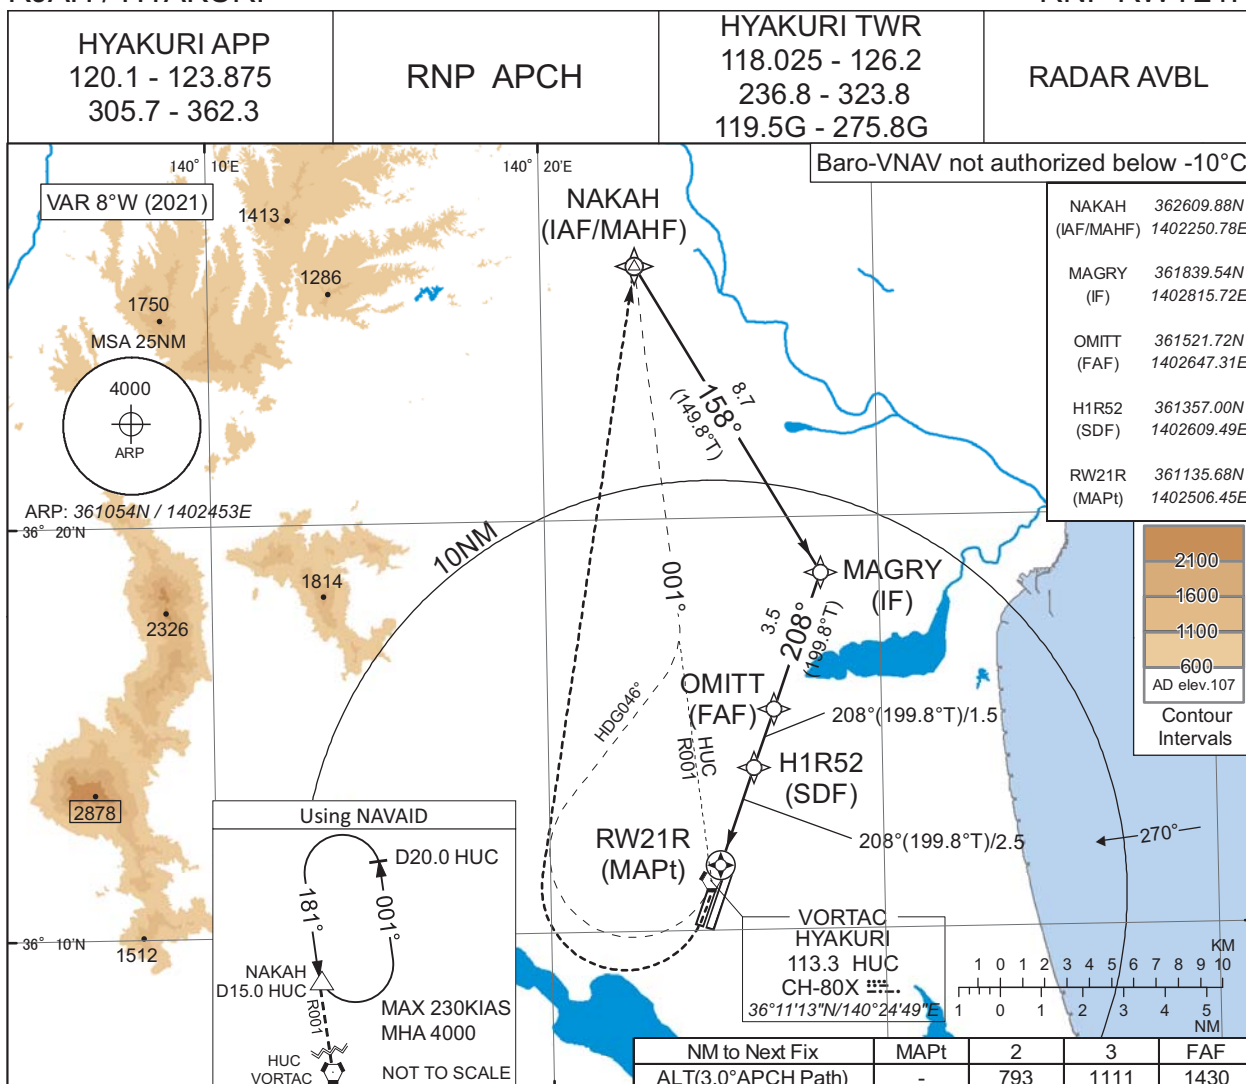 HYAKURI APP
120.1 - 123.875
305.7 - 362.3
RNP APCH
HYAKURI TWR
118.025 - 126.2
236.8 - 323.8
119.5G - 275.8G
RADAR AVBL
140° 10'E
140° 20'E
Baro-VNAV not authorized below -10°C
VAR 8°W (2021)
1413
1286
1750
MSA 25NM
4000
ARP
ARP: 361054N / 1402453E
36° 20'N
NAKAH
(IAF/MAHF)
NAKAH 362609.88N
(IAF/MAHF) 1402250.78E
MAGRY 361839.54N
(IF) 1402815.72E
OMITT 361521.72N
(FAF) 1402647.31E
H1R52 361357.00N
(SDF) 1402609.49E
RW21R 361135.68N
(MAPt) 1402506.45E
8.7
158°
(149.8°T)
10NM
1814
2326
001°
MAGRY
(IF)
3.5
208°
(199.8°T)
2100
1600
1100
600
AD elev.107
Contour
Intervals
OMITT
(FAF)
HDG046°
HUC
R001
208°(199.8°T)/1.5
H1R52
(SDF)
208°(199.8°T)/2.5
270°
2878
RW21R
(MAPt)
36° 10'N
1512
Using NAVAID
D20.0 HUC
181°
001°
NAKAH
D15.0 HUC
R001
MAX 230KIAS
MHA 4000
HUC
VORTAC
NOT TO SCALE
VORTAC
HYAKURI
113.3 HUC
CH-80X
36°11'13"N/140°24'49"E
KM
1 0 1 2 3 4 5 6 7 8 9 10
1 0 1 2 3 4 5
NM
NM to Next Fix MAPt 2 3 FAF
ALT(3.0°APCH Path) - 793 1111 1430